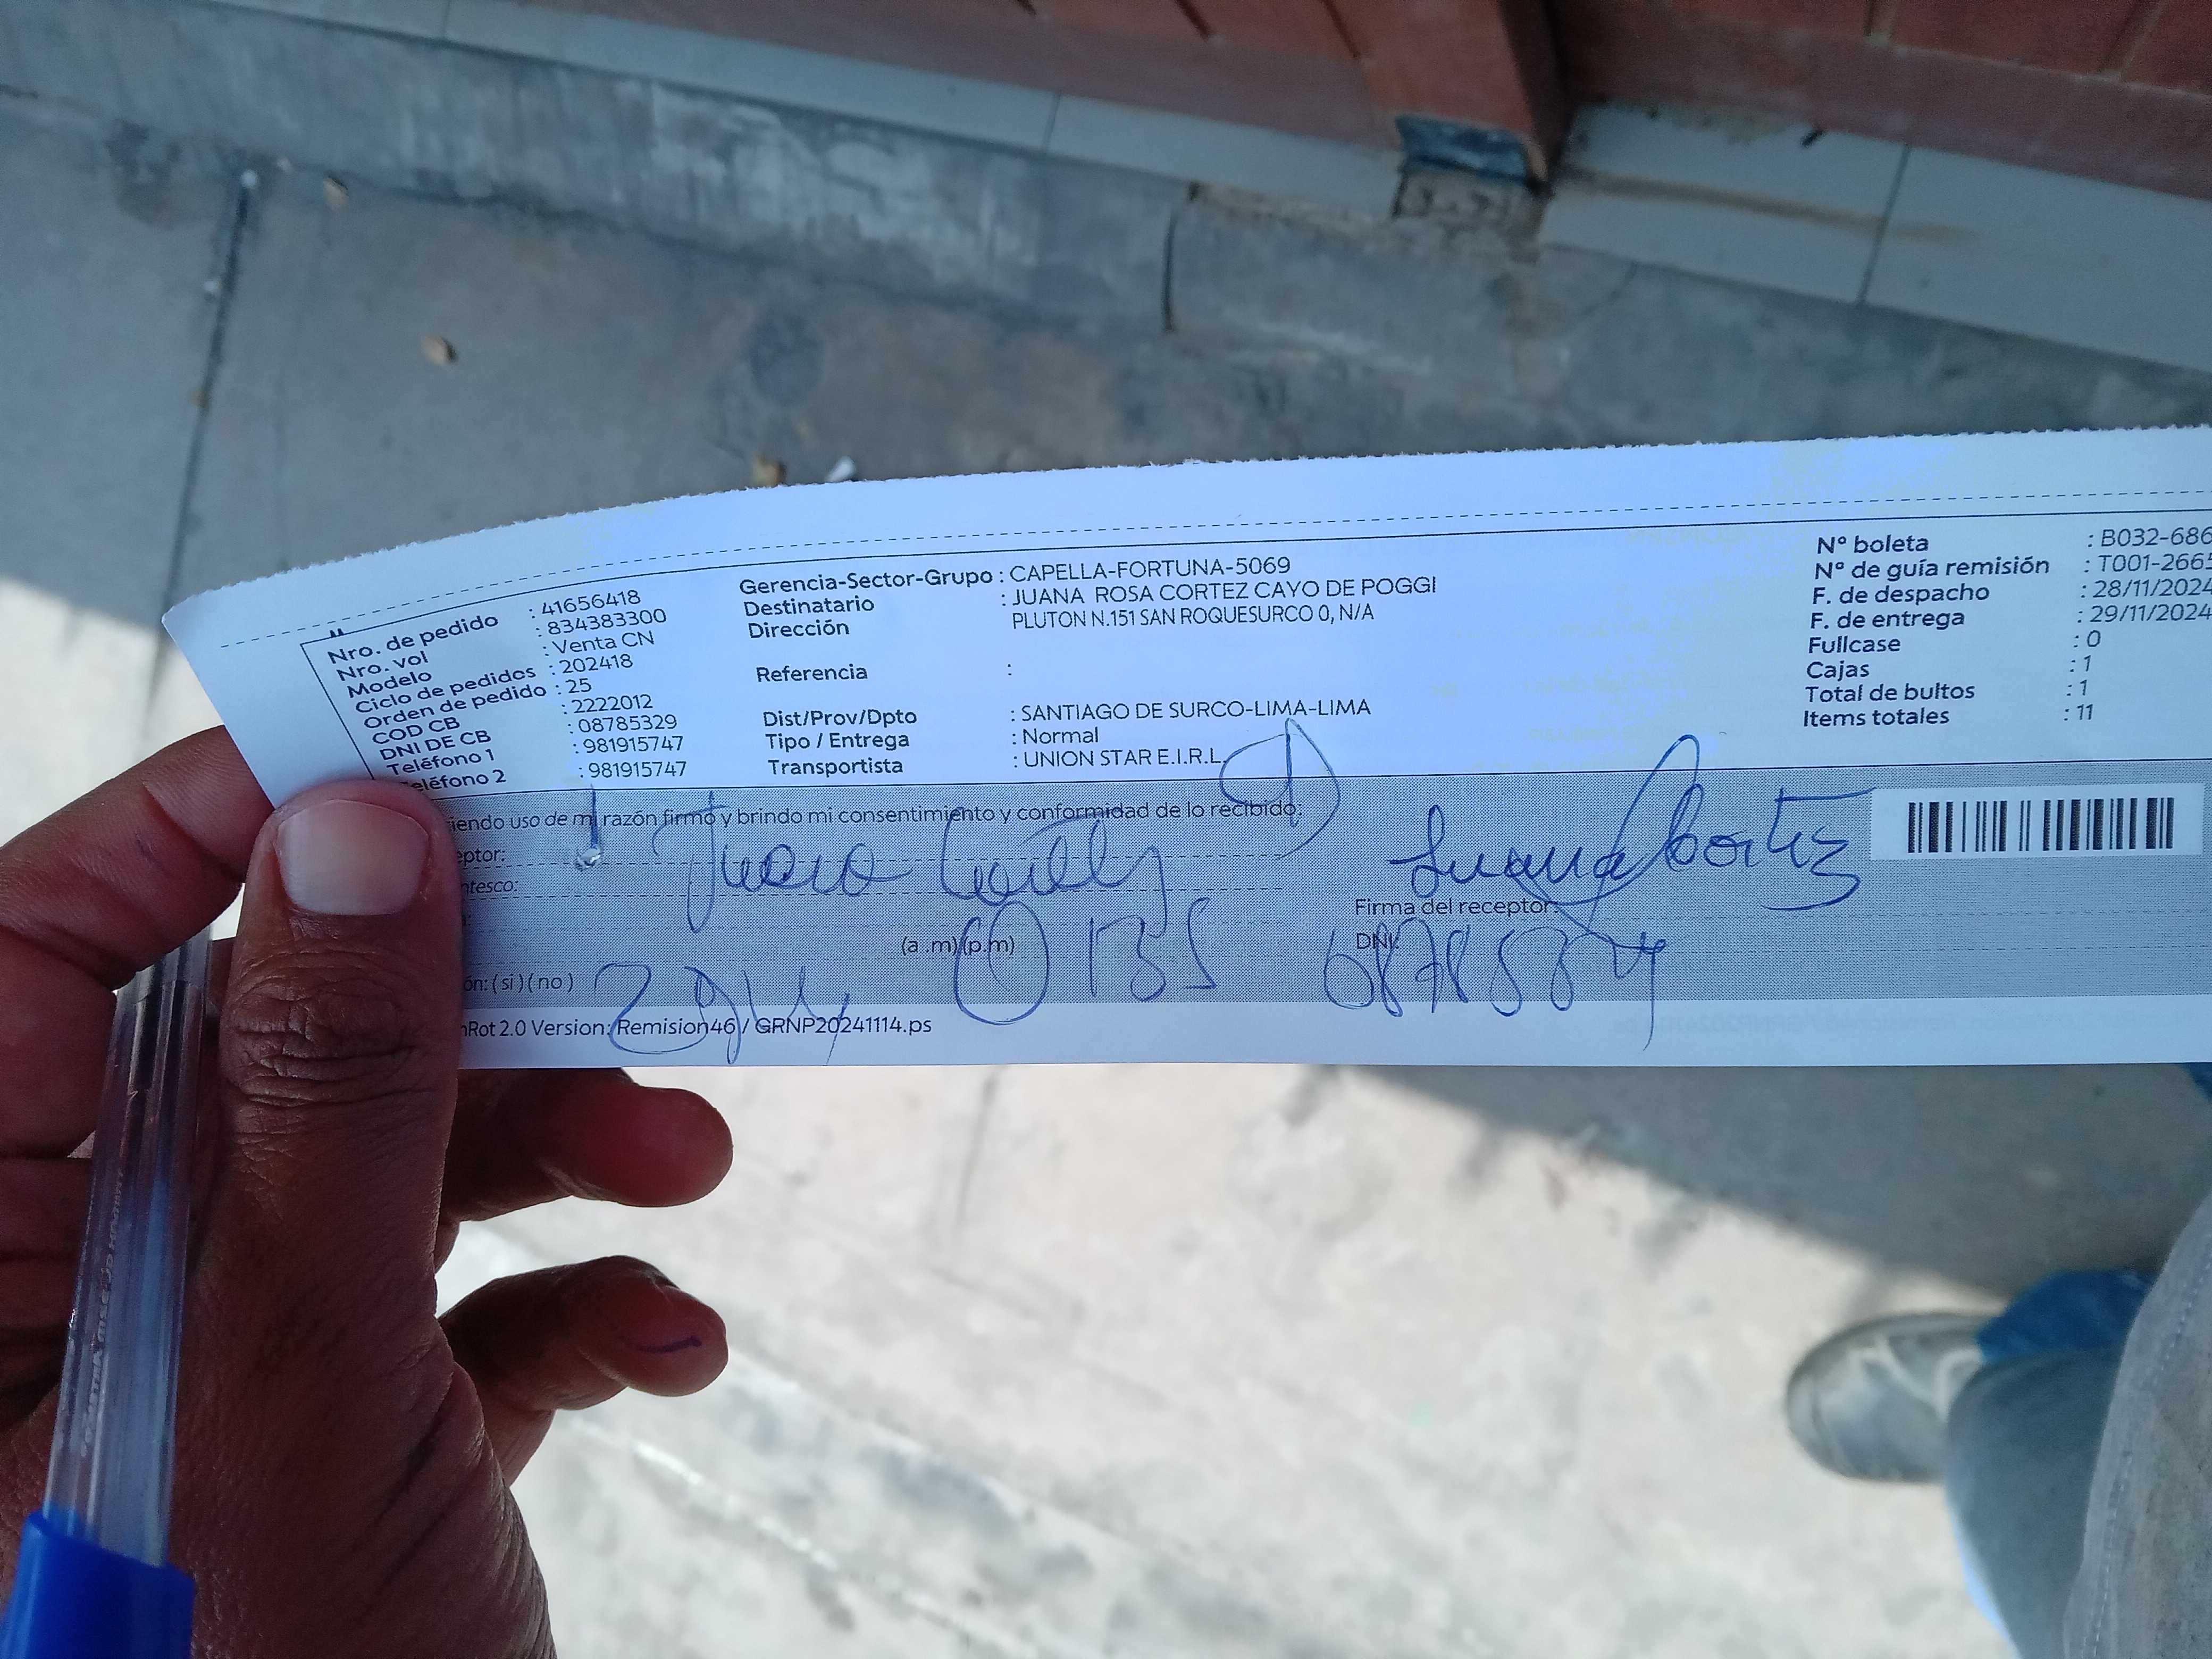 Nro. de pedido : 41656418
Nro. vol : 834383300
Modelo : Venta CN
Ciclo de pedidos : 202418
Orden de pedido : 25
COD CB : 2222012
DNI DE CB : 08785329
Teléfono 1 : 981915747
eléfono 2 : 981915747
Gerencia-Sector-Grupo : CAPELLA-FORTUNA-5069
Destinatario : JUANA ROSA CORTEZ CAYO DE POGGI
Dirección PLUTON N.151 SAN ROQUESURCO 0, N/A
Referencia :
Dist/Prov/Dpto : SANTIAGO DE SURCO-LIMA-LIMA
Tipo / Entrega : Normal
Transportista : UNION STAR E.I.R.L.
N° boleta : B032-686
N° de guía remisión : T001-2665
F. de despacho : 28/11/2024
F. de entrega : 29/11/2024
Fullcase : 0
Cajas : 1
Total de bultos : 1
Items totales : 11
iendo uso de mi razón firmo y brindo mi consentimiento y conformidad de lo recibido:
eptor:
ntesco:
Juana Cortez
Firma del receptor:
(a .m)(p.m)
DNI:
ón: ( si ) ( no )
nRot 2.0 Version: Remision46 / GRNP20241114.ps